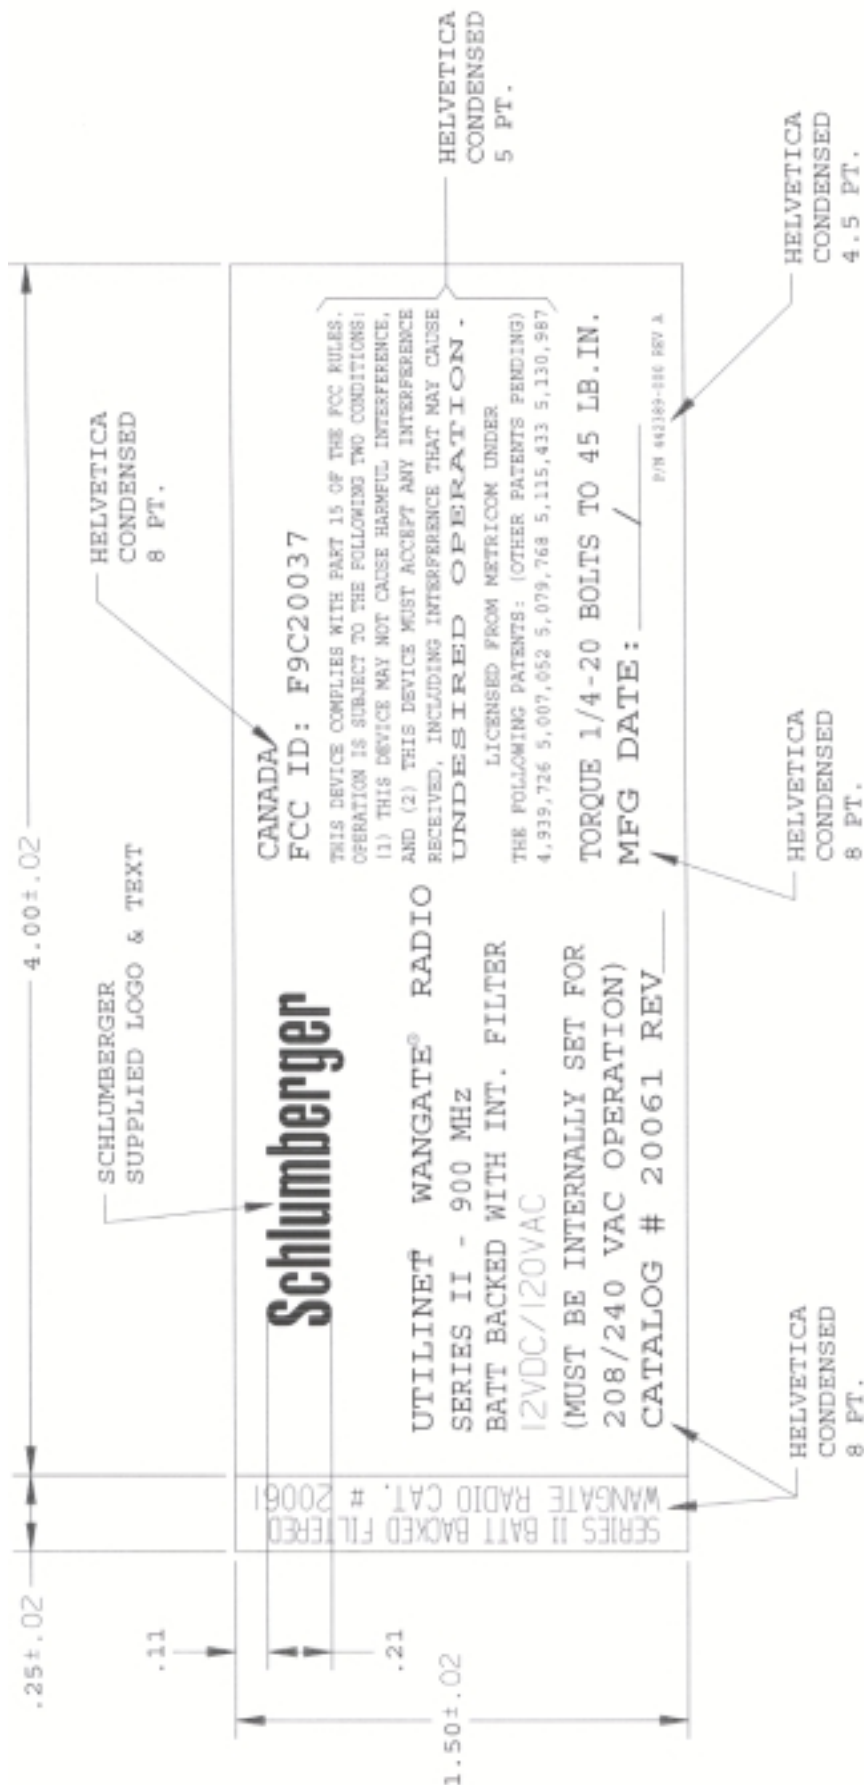 .25±.02
4.00±.02
SCHLUMBERGER
SUPPLIED LOGO & TEXT
HELVETICA
CONDENSED
8 PT.
HELVETICA
CONDENSED
5 PT.
.11
.21
1.50±.02
SERIES II BATT BACKED FILTERED
WANGATE RADIO CAT. # 20061
Schlumberger
UTILINET® WANGATE® RADIO
SERIES II - 900 MHz
BATT BACKED WITH INT. FILTER
12VDC/120VAC
(MUST BE INTERNALLY SET FOR
208/240 VAC OPERATION)
CATALOG # 20061 REV__
CANADA
FCC ID: F9C20037
THIS DEVICE COMPLIES WITH PART 15 OF THE FCC RULES.
OPERATION IS SUBJECT TO THE FOLLOWING TWO CONDITIONS:
(1) THIS DEVICE MAY NOT CAUSE HARMFUL INTERFERENCE,
AND (2) THIS DEVICE MUST ACCEPT ANY INTERFERENCE
RECEIVED, INCLUDING INTERFERENCE THAT MAY CAUSE
UNDESIRED OPERATION.
LICENSED FROM METRICOM UNDER
THE FOLLOWING PATENTS: (OTHER PATENTS PENDING)
4,939,726 5,007,052 5,079,768 5,115,433 5,130,987
TORQUE 1/4-20 BOLTS TO 45 LB.IN.
MFG DATE: ____/____
P/N 442389-000 REV A
HELVETICA
CONDENSED
8 PT.
HELVETICA
CONDENSED
8 PT.
HELVETICA
CONDENSED
4.5 PT.